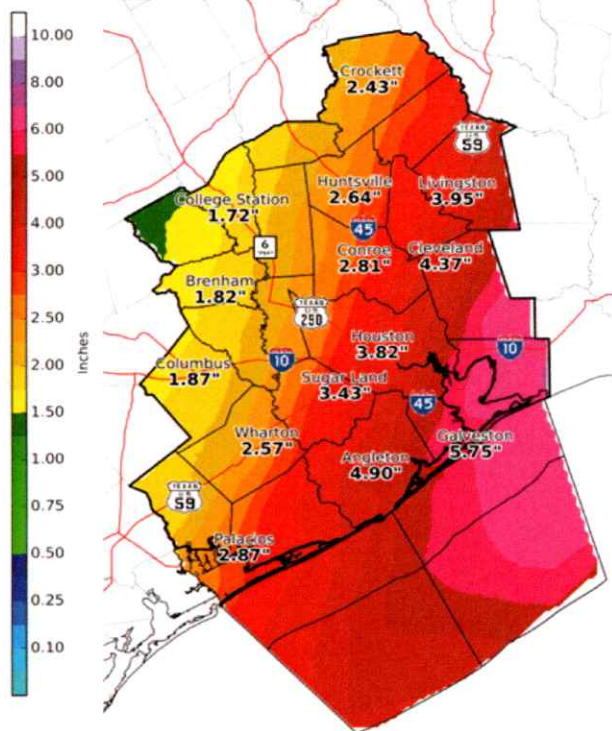 10.00
8.00
6.00
5.00
4.00
3.00
2.50
2.00
1.50
1.00
0.75
0.50
0.25
0.10
Inches
Crockett
2.43"
TEXAS
U S
59
Huntsville
2.64"
Livingston
3.95"
College Station
1.72"
45
6
TEXAS
Conroe
2.81"
Cleveland
4.37"
Brenham
1.82"
TEXAS
U S
290
Houston
3.82"
10
Columbus
1.87"
10
Sugar Land
3.43"
45
Wharton
2.57"
Galveston
5.75"
Angleton
4.90"
TEXAS
U S
59
Palacios
2.87"